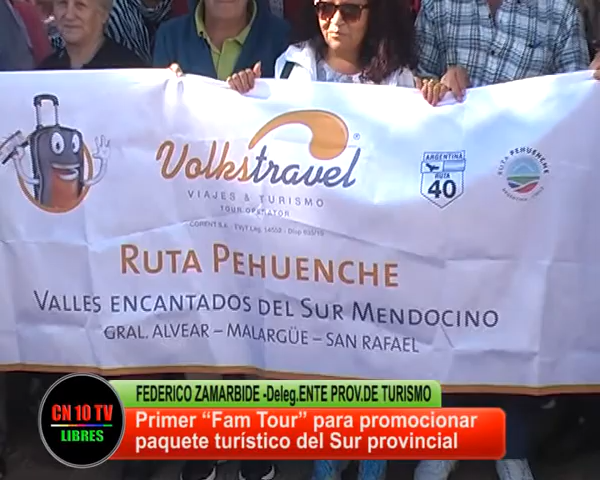 Volkstravel
®
VIAJES & TURISMO
TOUR OPERATOR
ARGENTINA
RUTA
40
RUTA PEHUENCHE
RUTA PEHUENCHE
VALLES ENCANTADOS DEL SUR MENDOCINO
GRAL. ALVEAR – MALARGÜE – SAN RAFAEL
CN 10 TV
LIBRES
FEDERICO ZAMARBIDE -Deleg.ENTE PROV.DE TURISMO
Primer “Fam Tour” para promocionar
paquete turístico del Sur provincial